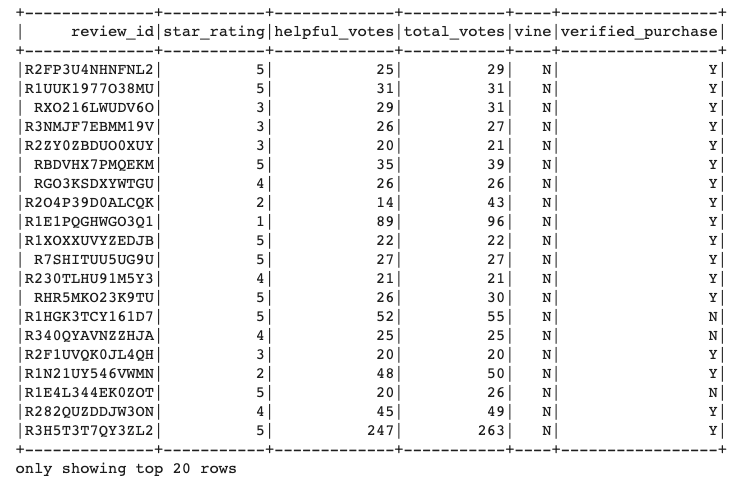 +--------------+-----------+-------------+-----------+----+-----------------+
|     review_id|star_rating|helpful_votes|total_votes|vine|verified_purchase|
+--------------+-----------+-------------+-----------+----+-----------------+
|R2FP3U4NHNFNL2|          5|           25|         29|   N|                Y|
|R1UUK1977O38MU|          5|           31|         31|   N|                Y|
| RXO216LWUDV6O|          3|           29|         31|   N|                Y|
|R3NMJF7EBMM19V|          3|           26|         27|   N|                Y|
|R2ZY0ZBDUO0XUY|          3|           20|         21|   N|                Y|
| RBDVHX7PMQEKM|          5|           35|         39|   N|                Y|
| RGO3KSDXYWTGU|          4|           26|         26|   N|                Y|
|R2O4P39D0ALCQK|          2|           14|         43|   N|                Y|
|R1E1PQGHWGO3Q1|          1|           89|         96|   N|                Y|
|R1XOXXUVYZEDJB|          5|           22|         22|   N|                Y|
| R7SHITUU5UG9U|          5|           27|         27|   N|                Y|
|R230TLHU91M5Y3|          4|           21|         21|   N|                Y|
| RHR5MKO23K9TU|          5|           26|         30|   N|                Y|
|R1HGK3TCY161D7|          5|           52|         55|   N|                N|
|R340QYAVNZZHJA|          4|           25|         25|   N|                N|
|R2F1UVQK0JL4QH|          3|           20|         20|   N|                Y|
|R1N21UY546VWMN|          2|           48|         50|   N|                Y|
|R1E4L344EK0ZOT|          5|           20|         26|   N|                N|
|R282QUZDDJW3ON|          4|           45|         49|   N|                Y|
|R3H5T3T7QY3ZL2|          5|          247|        263|   N|                Y|
+--------------+-----------+-------------+-----------+----+-----------------+
only showing top 20 rows